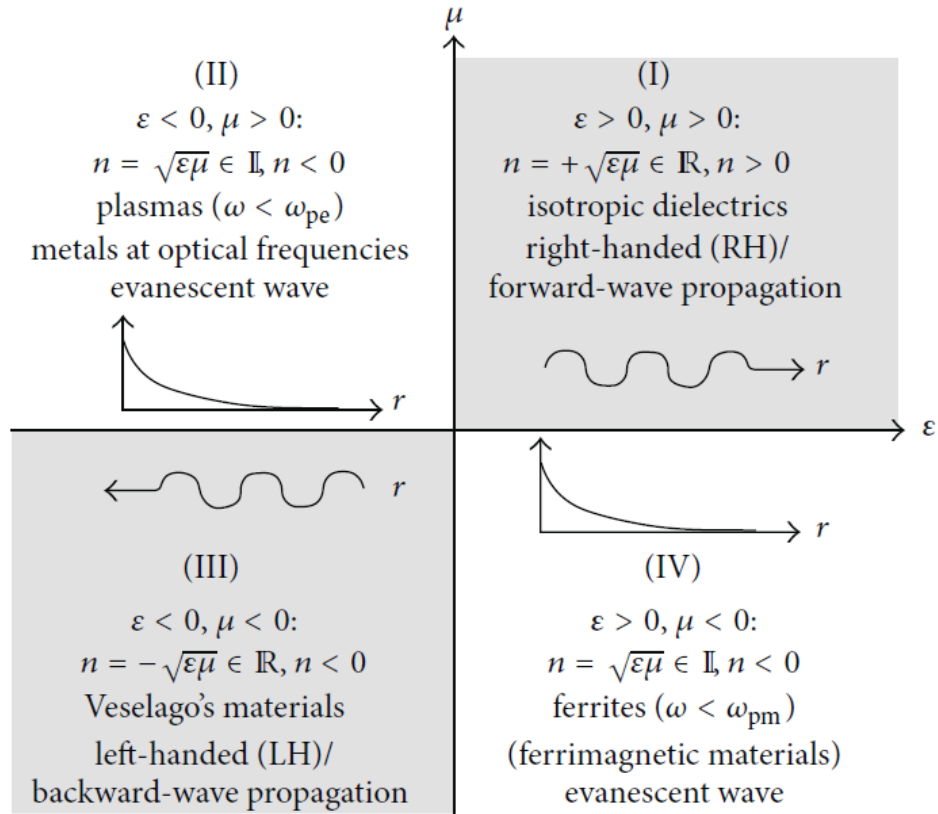 μ
(II)
ε < 0, μ > 0:
n = √εμ ∈ 𝕀, n < 0
plasmas (ω < ωpe)
metals at optical frequencies
evanescent wave
r
(I)
ε > 0, μ > 0:
n = +√εμ ∈ ℝ, n > 0
isotropic dielectrics
right-handed (RH)/
forward-wave propagation
r
ε
r
(III)
ε < 0, μ < 0:
n = −√εμ ∈ ℝ, n < 0
Veselago’s materials
left-handed (LH)/
backward-wave propagation
r
(IV)
ε > 0, μ < 0:
n = √εμ ∈ 𝕀, n < 0
ferrites (ω < ωpm)
(ferrimagnetic materials)
evanescent wave